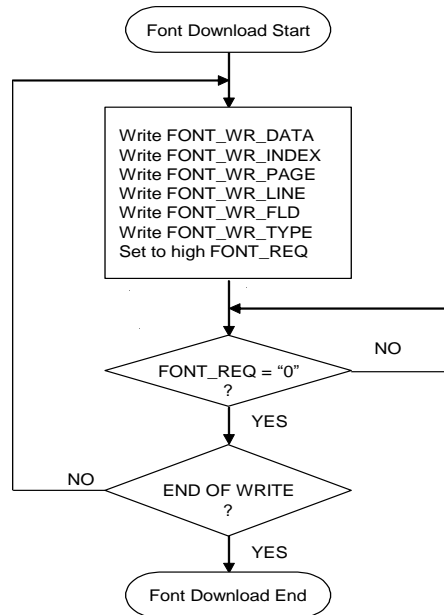 Font Download Start
Write FONT_WR_DATA
Write FONT_WR_INDEX
Write FONT_WR_PAGE
Write FONT_WR_LINE
Write FONT_WR_FLD
Write FONT_WR_TYPE
Set to high FONT_REQ
NO
FONT_REQ = “0”
?
YES
NO
END OF WRITE
?
YES
Font Download End